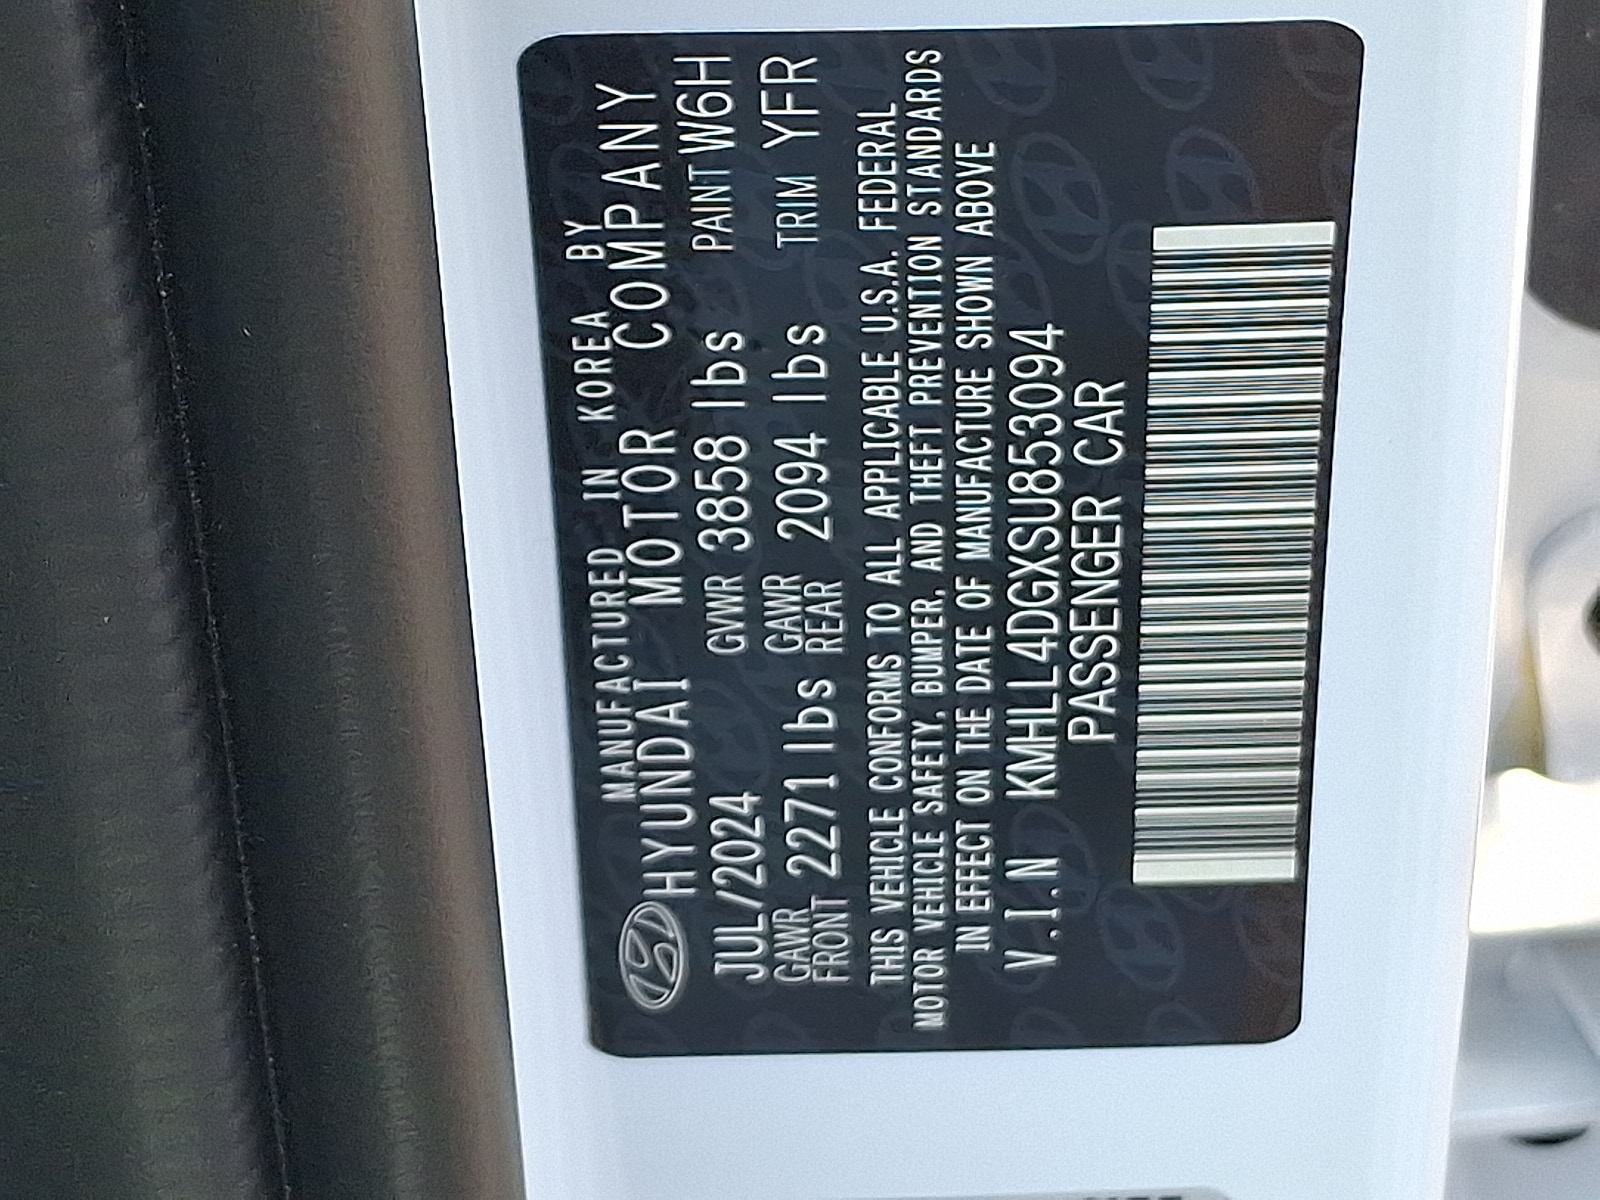 MANUFACTURED IN KOREA BY
HYUNDAI MOTOR COMPANY
JUL/2024 GVWR 3858 lbs PAINT W6H
GAWR FRONT 2271 lbs GAWR REAR 2094 lbs TRIM YFR
THIS VEHICLE CONFORMS TO ALL APPLICABLE U.S.A. FEDERAL
MOTOR VEHICLE SAFETY, BUMPER, AND THEFT PREVENTION STANDARDS
IN EFFECT ON THE DATE OF MANUFACTURE SHOWN ABOVE
V.I.N KMHLL4DGXSU853094
PASSENGER CAR